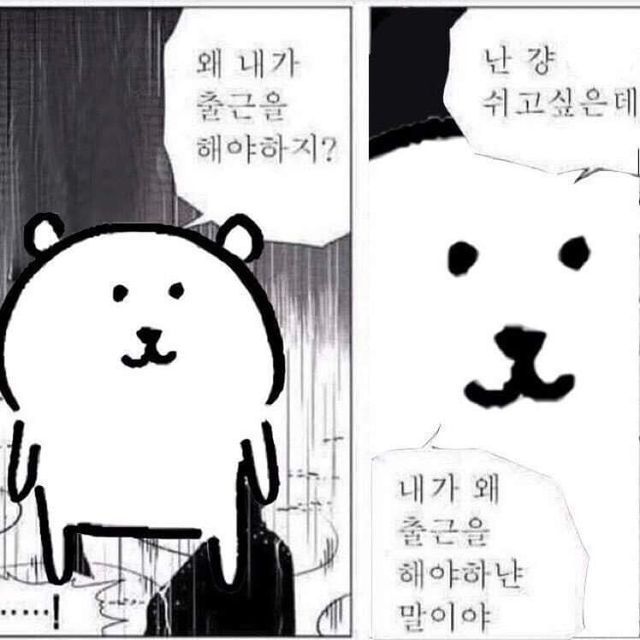 왜 내가
출근을
해야하지?
······!
난 걍
쉬고싶은데
내가 왜
출근을
해야하냔
말이야